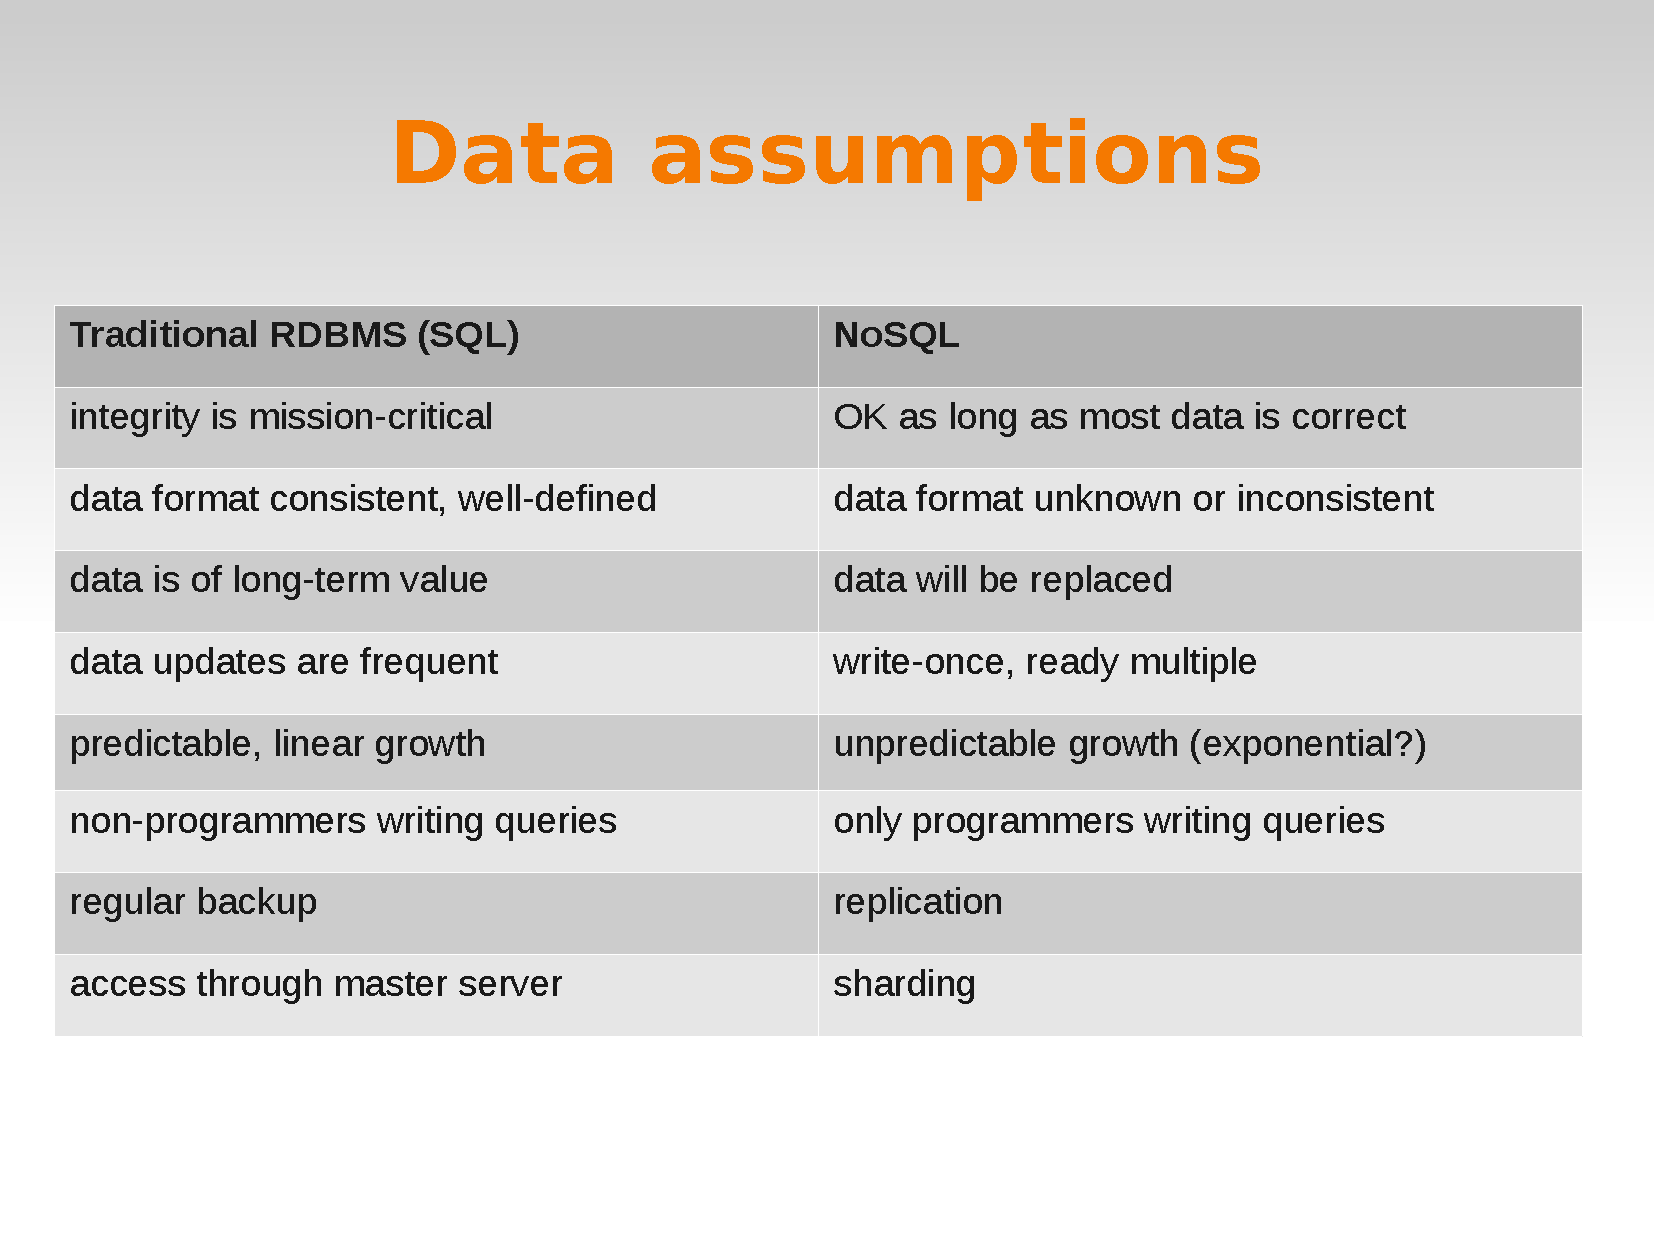 Data assumptions
Traditional RDBMS (SQL) NoSQL
integrity is mission-critical OK as long as most data is correct
data format consistent, well-defined data format unknown or inconsistent
data is of long-term value data will be replaced
data updates are frequent write-once, ready multiple
predictable, linear growth unpredictable growth (exponential?)
non-programmers writing queries only programmers writing queries
regular backup replication
access through master server sharding